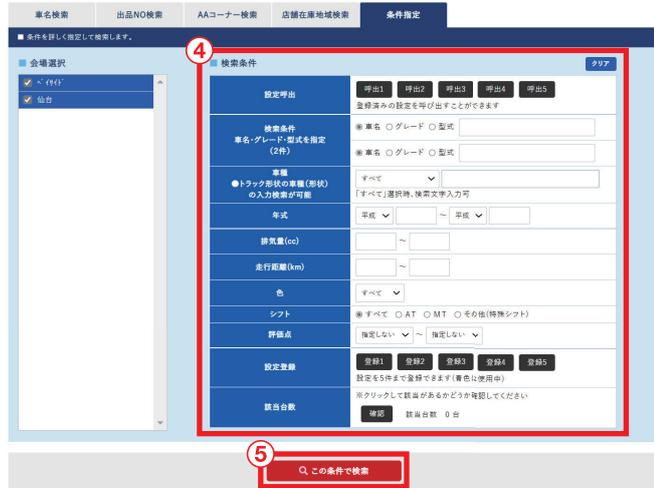 車名検索 出品NO検索 AAコーナー検索 店舗在庫地域検索 条件指定
■ 条件を詳しく指定して検索します。
④
■ 会場選択
■ 検索条件 クリア
ﾍﾞｲｻｲﾄﾞ
仙台
設定呼出 呼出1 呼出2 呼出3 呼出4 呼出5
登録済みの設定を呼び出すことができます
検索条件
車名・グレード・型式を指定
(2件)
車名 グレード 型式
車名 グレード 型式
車種
●トラック形状の車種(形状)
の入力検索が可能
すべて
「すべて」選択時、検索文字入力可
年式 平成 ～ 平成
排気量(cc) ～
走行距離(km) ～
色 すべて
シフト すべて AT MT その他(特殊シフト)
評価点 指定しない ～ 指定しない
設定登録 登録1 登録2 登録3 登録4 登録5
設定を5件まで登録できます(青色は使用中)
該当台数
※クリックして該当があるかどうか確認してください
確認 該当台数 0 台
⑤
この条件で検索